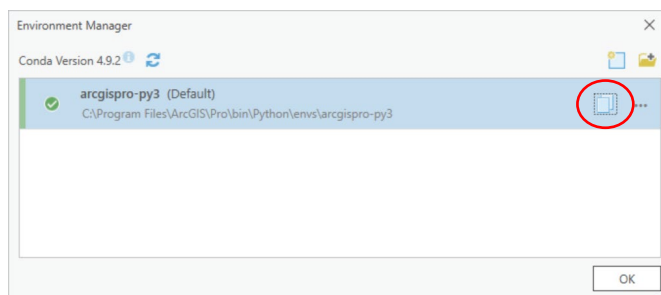 Environment Manager
Conda Version 4.9.2
arcgispro-py3 (Default)
C:\Program Files\ArcGIS\Pro\bin\Python\envs\arcgispro-py3
OK